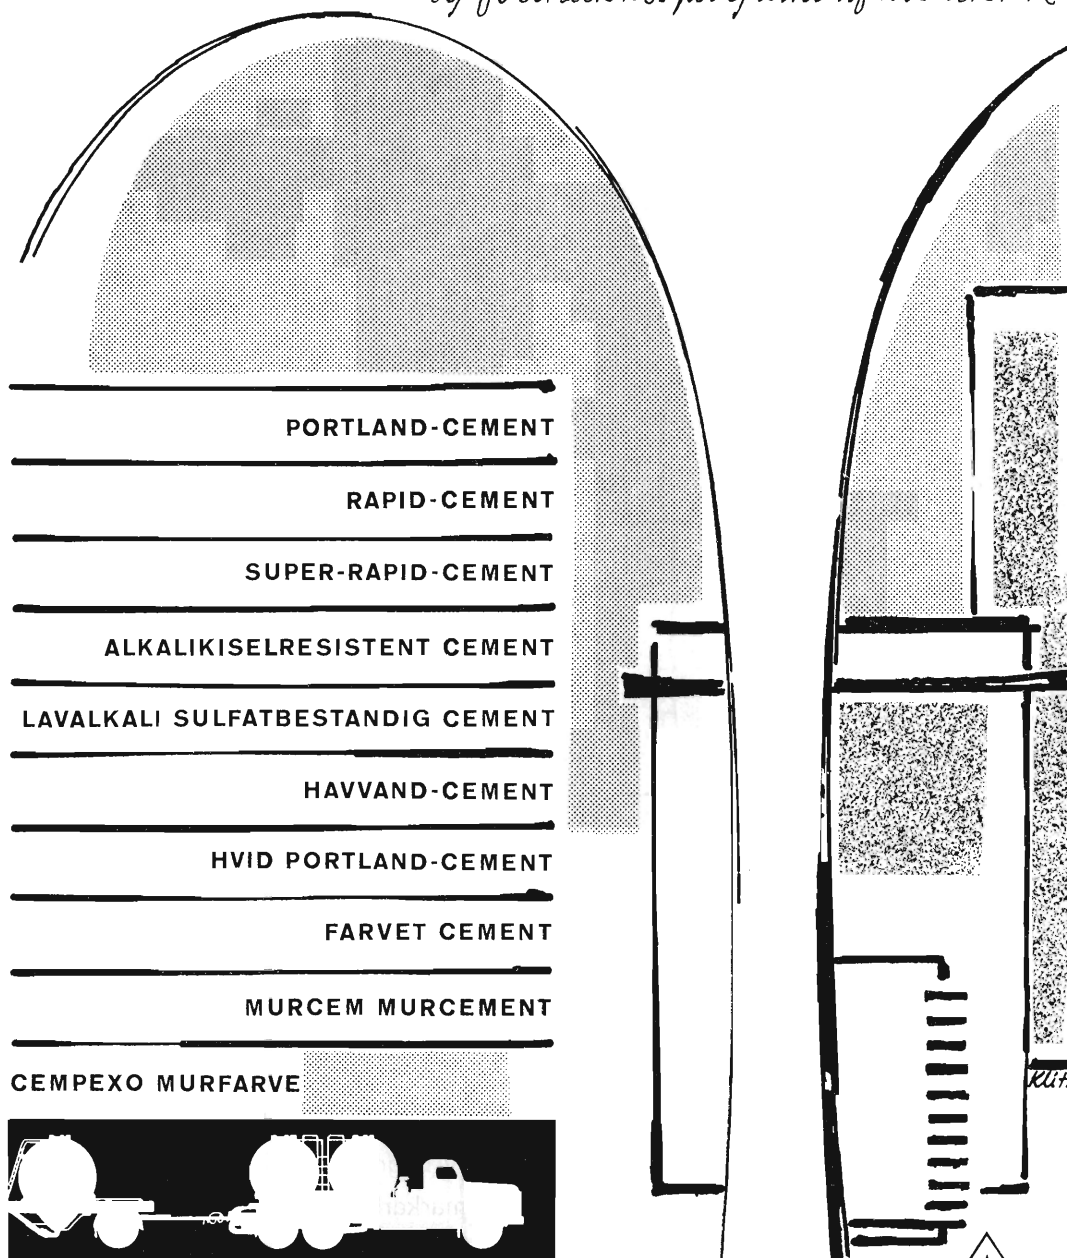 PORTLAND-CEMENT
RAPID-CEMENT
SUPER-RAPID-CEMENT
ALKALIKISELRESISTENT CEMENT
LAVALKALI SULFATBESTANDIG CEMENT
HAVVAND-CEMENT
HVID PORTLAND-CEMENT
FARVET CEMENT
MURCEM MURCEMENT
CEMPEXO MURFARVE